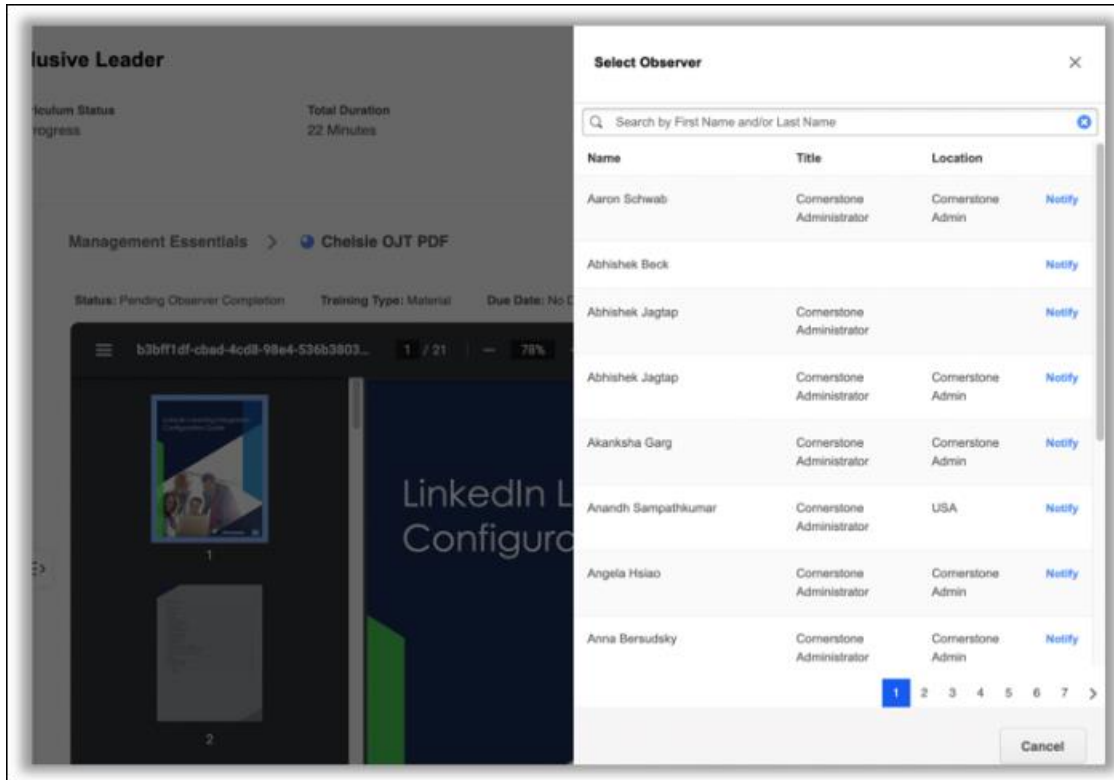 lusive Leader
Select Observer
riculum Status
Total Duration
rogress
22 Minutes
Search by First Name and/or Last Name
Name Title Location
Aaron Schwab Cornerstone Cornerstone Notify
Administrator Admin
Management Essentials > Chelsie OJT PDF
Abhishek Beck Notify
Status: Pending Observer Completion Training Type: Material Due Date: No D
Abhishek Jagtap Cornerstone Notify
Administrator
b3bff1df-cbad-4cd8-98e4-536b3803... 1 / 21 — 78%
Abhishek Jagtap Cornerstone Cornerstone Notify
Administrator Admin
LinkedIn Learning Integration
Configuration Guide
Akanksha Garg Cornerstone Cornerstone Notify
Administrator Admin
LinkedIn L
Configura
Anandh Sampathkumar Cornerstone USA Notify
Administrator
1
Angela Hsiao Cornerstone Cornerstone Notify
Administrator Admin
Anna Bersudsky Cornerstone Cornerstone Notify
Administrator Admin
1 2 3 4 5 6 7 >
2
Cancel